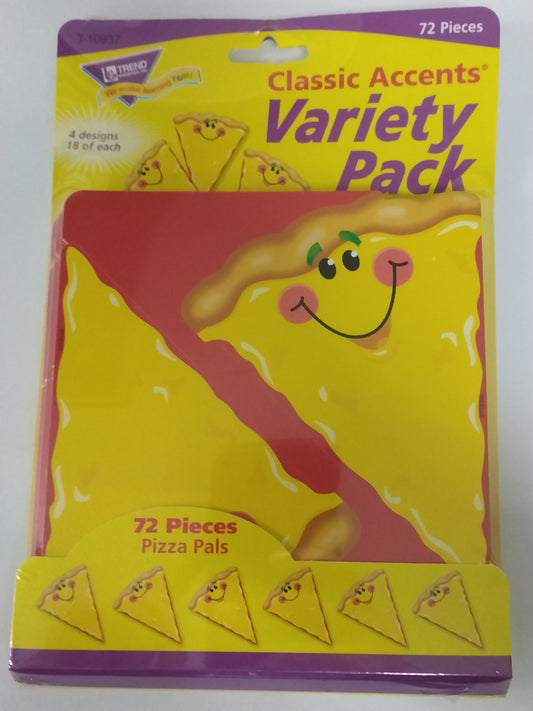 72 Pieces
T-10937
TREND
We make learning FUN!
Classic Accents®
Variety
Pack
4 designs
18 of each
72 Pieces
Pizza Pals